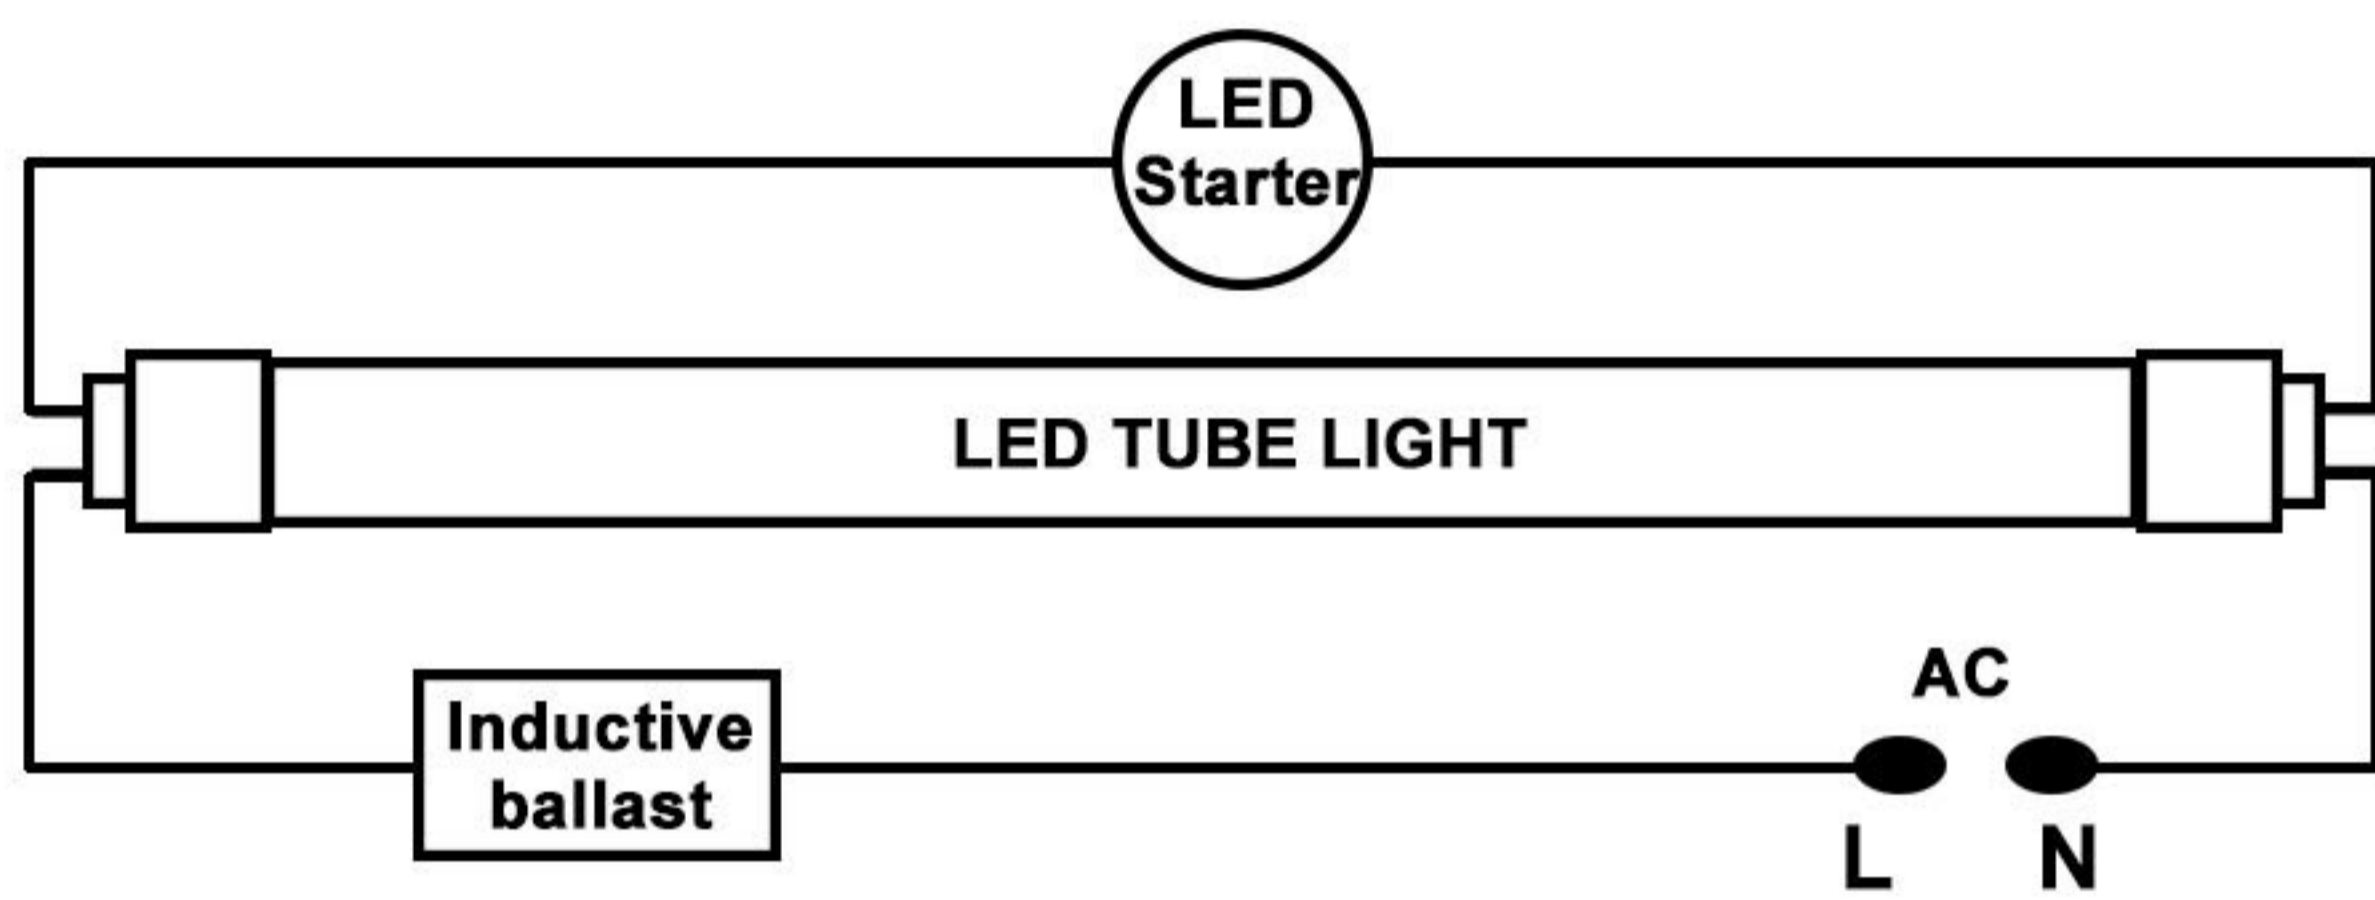 LED
Starter
LED TUBE LIGHT
Inductive
ballast
AC
L N